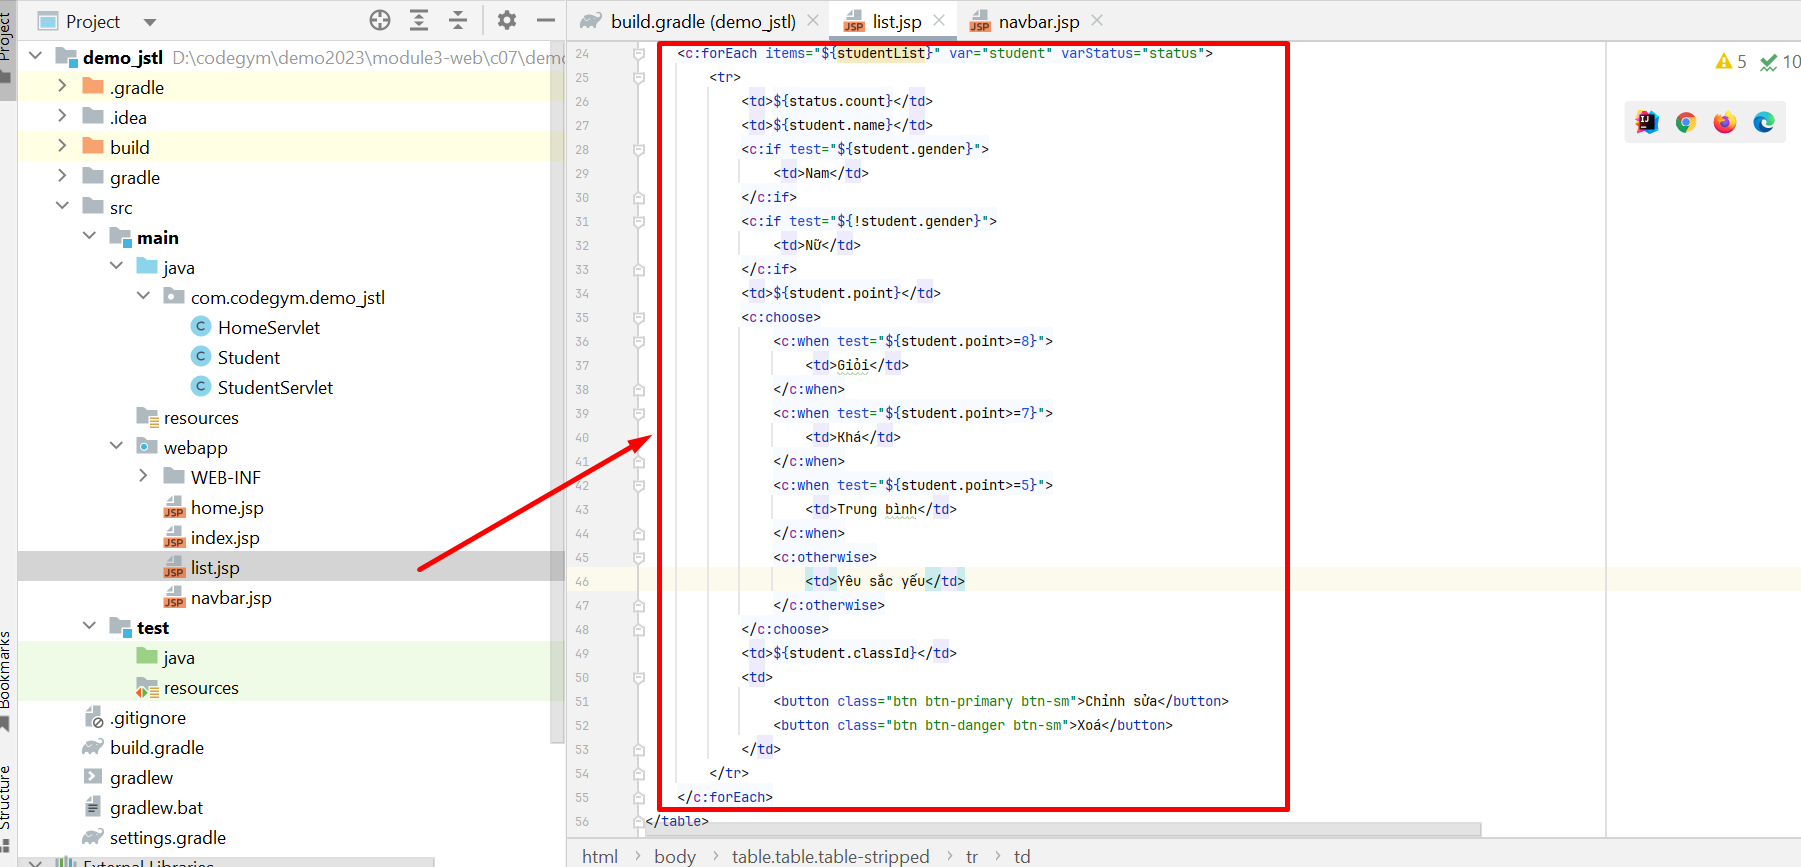 Project
Project
build.gradle (demo_jstl)
list.jsp
navbar.jsp
demo_jstl D:\codegym\demo2023\module3-web\c07\demo
.gradle
.idea
build
gradle
src
main
java
com.codegym.demo_jstl
HomeServlet
Student
StudentServlet
resources
webapp
WEB-INF
home.jsp
index.jsp
list.jsp
navbar.jsp
test
java
resources
.gitignore
build.gradle
gradlew
gradlew.bat
settings.gradle
External Libraries
Bookmarks
Structure
5 10
24 <c:forEach items="${studentList}" var="student" varStatus="status">
25 <tr>
26 <td>${status.count}</td>
27 <td>${student.name}</td>
28 <c:if test="${student.gender}">
29 <td>Nam</td>
30 </c:if>
31 <c:if test="${!student.gender}">
32 <td>Nữ</td>
33 </c:if>
34 <td>${student.point}</td>
35 <c:choose>
36 <c:when test="${student.point>=8}">
37 <td>Giỏi</td>
38 </c:when>
39 <c:when test="${student.point>=7}">
40 <td>Khá</td>
41 </c:when>
42 <c:when test="${student.point>=5}">
43 <td>Trung bình</td>
44 </c:when>
45 <c:otherwise>
46 <td>Yêu sắc yếu</td>
47 </c:otherwise>
48 </c:choose>
49 <td>${student.classId}</td>
50 <td>
51 <button class="btn btn-primary btn-sm">Chỉnh sửa</button>
52 <button class="btn btn-danger btn-sm">Xoá</button>
53 </td>
54 </tr>
55 </c:forEach>
56 </table>
html › body › table.table.table-stripped › tr › td